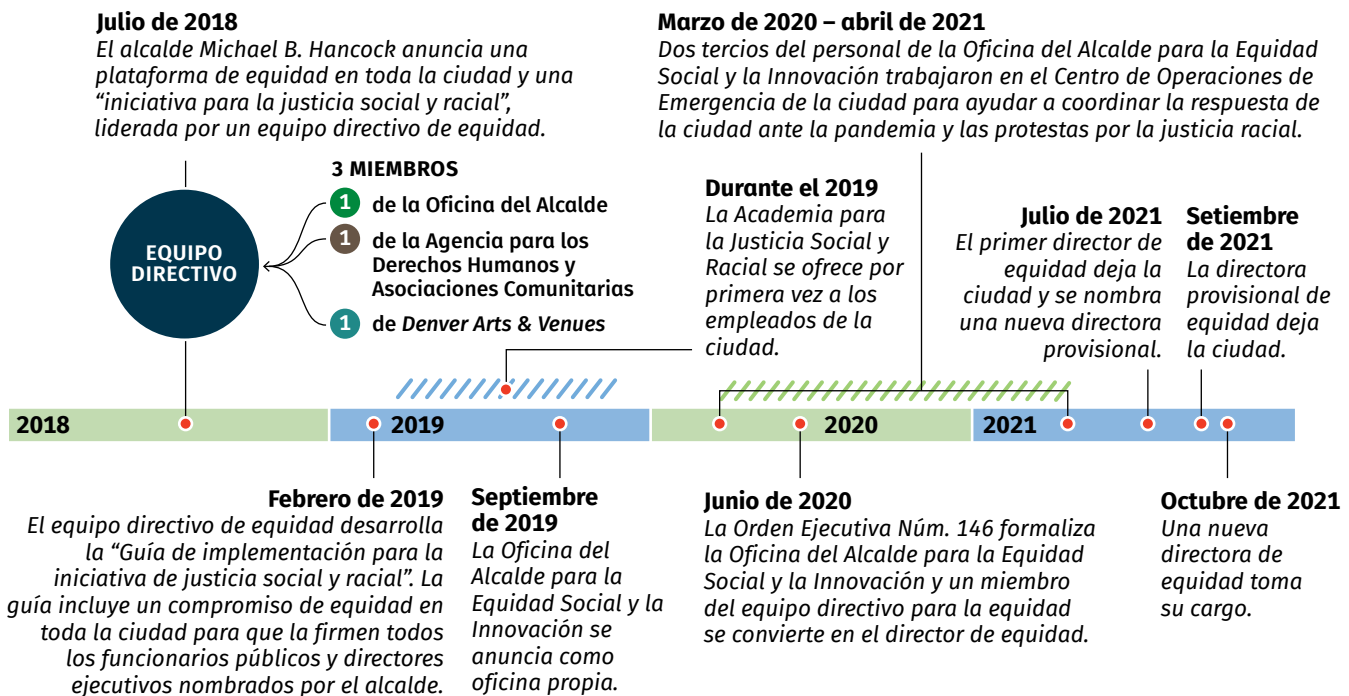 Julio de 2018
El alcalde Michael B. Hancock anuncia una
plataforma de equidad en toda la ciudad y una
“iniciativa para la justicia social y racial”,
liderada por un equipo directivo de equidad.
Marzo de 2020 – abril de 2021
Dos tercios del personal de la Oficina del Alcalde para la Equidad
Social y la Innovación trabajaron en el Centro de Operaciones de
Emergencia de la ciudad para ayudar a coordinar la respuesta de
la ciudad ante la pandemia y las protestas por la justicia racial.
EQUIPO
DIRECTIVO
3 MIEMBROS
1 de la Oficina del Alcalde
1 de la Agencia para los
Derechos Humanos y
Asociaciones Comunitarias
1 de Denver Arts & Venues
Durante el 2019
La Academia para
la Justicia Social y
Racial se ofrece por
primera vez a los
empleados de la
ciudad.
Julio de 2021
El primer director de
equidad deja la
ciudad y se nombra
una nueva directora
provisional.
Setiembre
de 2021
La directora
provisional de
equidad deja
la ciudad.
2018
2019
2020
2021
Febrero de 2019
El equipo directivo de equidad desarrolla
la “Guía de implementación para la
iniciativa de justicia social y racial”. La
guía incluye un compromiso de equidad en
toda la ciudad para que la firmen todos
los funcionarios públicos y directores
ejecutivos nombrados por el alcalde.
Septiembre
de 2019
La Oficina del
Alcalde para la
Equidad Social y la
Innovación se
anuncia como
oficina propia.
Junio de 2020
La Orden Ejecutiva Núm. 146 formaliza
la Oficina del Alcalde para la Equidad
Social y la Innovación y un miembro
del equipo directivo para la equidad
se convierte en el director de equidad.
Octubre de 2021
Una nueva
directora de
equidad toma
su cargo.